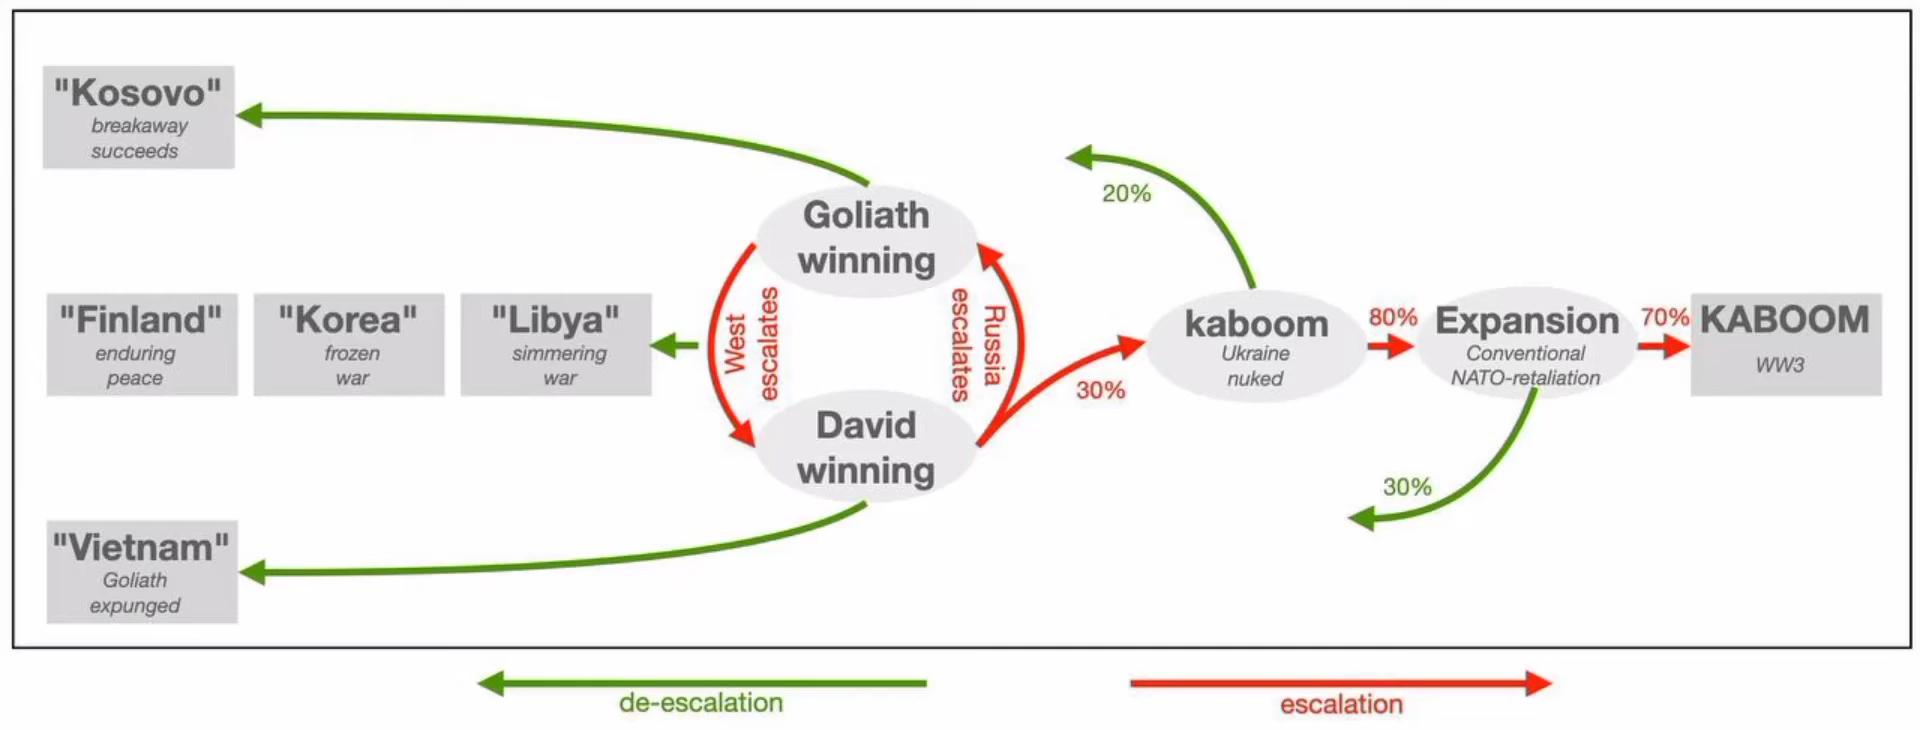 "Kosovo"
breakaway
succeeds
20%
Goliath
winning
"Finland"
enduring
peace
"Korea"
frozen
war
"Libya"
simmering
war
West
escalates
Russia
escalates
30%
kaboom
Ukraine
nuked
80%
Expansion
Conventional
NATO-retaliation
70%
KABOOM
WW3
David
winning
30%
"Vietnam"
Goliath
expunged
de-escalation
escalation